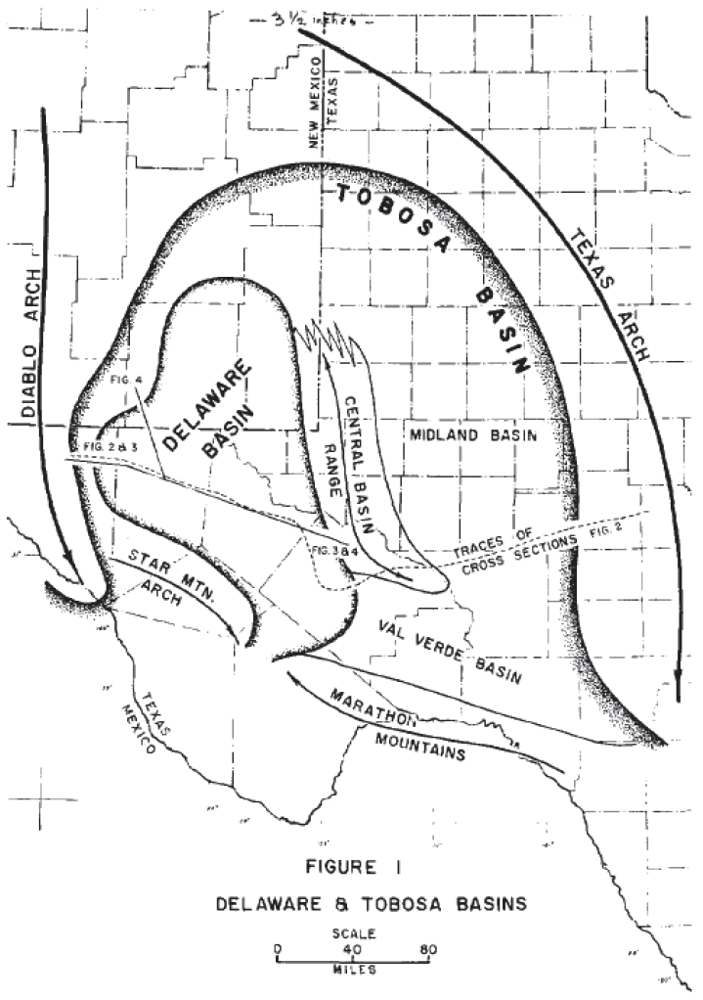 — 3 ½ inches —
NEW MEXICO
TEXAS
TOBOSA BASIN
TEXAS ARCH
DIABLO ARCH
FIG. 4
DELAWARE
BASIN
CENTRAL BASIN
RANGE
MIDLAND BASIN
FIG. 2 & 3
FIG. 3 & 4
TRACES OF
CROSS SECTIONS FIG. 2
STAR MTN.
ARCH
VAL VERDE BASIN
MARATHON
MOUNTAINS
TEXAS
MEXICO
FIGURE 1
DELAWARE & TOBOSA BASINS
SCALE
0 40 80
MILES